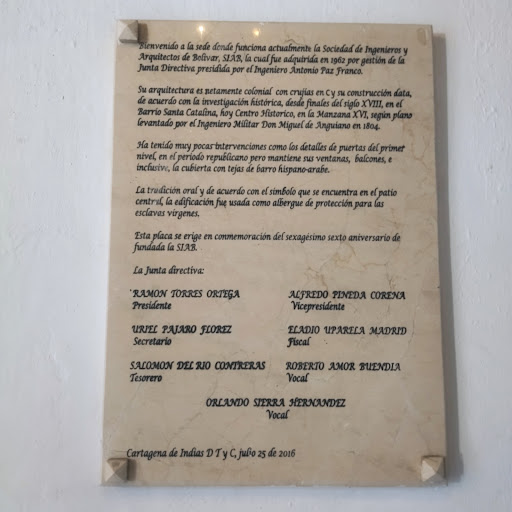 Bienvenido a la sede donde funciona actualmente la Sociedad de Ingenieros y
Arquitectos de Bolívar, SIAB, la cual fue adquirida en 1962 por gestión de la
Junta Directiva presidida por el Ingeniero Antonio Paz Franco.
Su arquitectura es netamente colonial con crujías en C y su construcción data,
de acuerdo con la investigación histórica, desde finales del siglo XVIII, en el
Barrio Santa Catalina, hoy Centro Historico, en la Manzana XVI, según plano
levantado por el Ingeniero Militar Don Miguel de Anguiano en 1804.
Ha tenido muy pocas intervenciones como los detalles de puertas del primer
nivel, en el periodo republicano pero mantiene sus ventanas, balcones, e
inclusive, la cubierta con tejas de barro hispano-árabe.
La tradición oral y de acuerdo con el símbolo que se encuentra en el patio
central, la edificación fue usada como albergue de protección para las
esclavas vírgenes.
Esta placa se erige en conmemoración del sexagésimo sexto aniversario de
fundada la SIAB.
La Junta directiva:
RAMON TORRES ORTEGA
Presidente
ALFREDO PINEDA CORENA
Vicepresidente
URIEL PAJARO FLOREZ
Secretario
ELADIO UPARELA MADRID
Fiscal
SALOMON DEL RIO CONTRERAS
Tesorero
ROBERTO AMOR BUENDIA
Vocal
ORLANDO SIERRA HERNANDEZ
Vocal
Cartagena de Indias D T y C, julio 25 de 2016